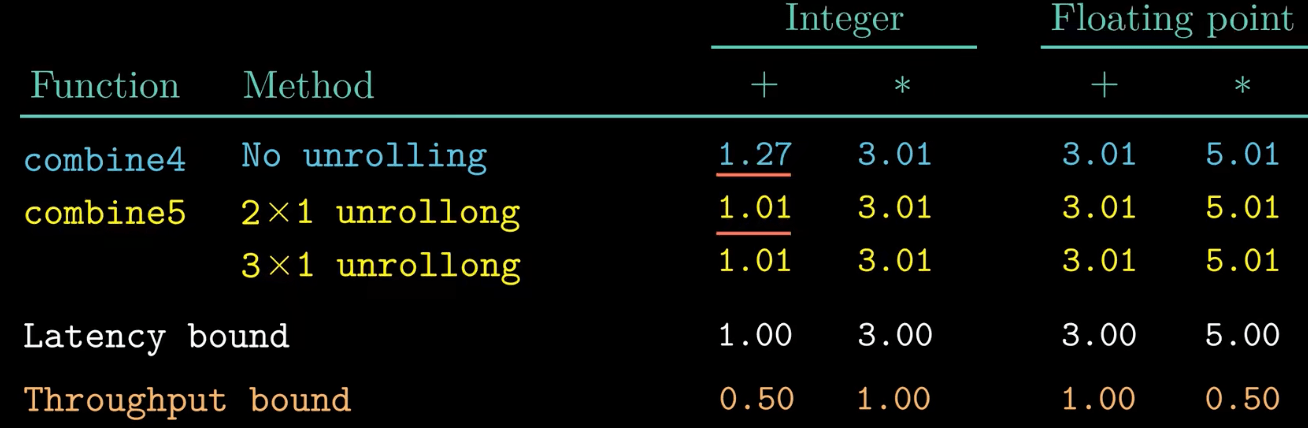 Integer Floating point
Function Method + * + *
combine4 No unrolling 1.27 3.01 3.01 5.01
combine5 2×1 unrollong 1.01 3.01 3.01 5.01
3×1 unrollong 1.01 3.01 3.01 5.01
Latency bound 1.00 3.00 3.00 5.00
Throughput bound 0.50 1.00 1.00 0.50